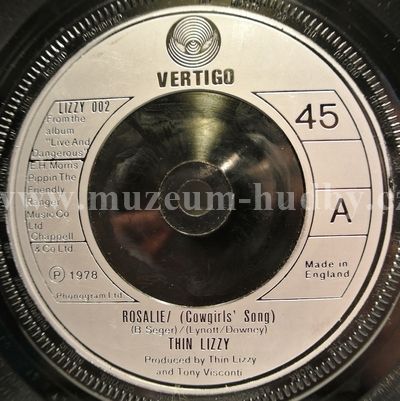 VERTIGO
LIZZY 002
From the
album
"Live And
Dangerous"
E.H. Morris
Pippin The
Friendly
Ranger
Music Co
Ltd
Chappell
& Co Ltd
45
A
℗ 1978
Phonogram Ltd
Made in
England
www.muzeum-hudby.cz
ROSALIE/ (Cowgirls' Song)
(B Seger)/(Lynott/Downey)
THIN LIZZY
Produced by Thin Lizzy
and Tony Visconti